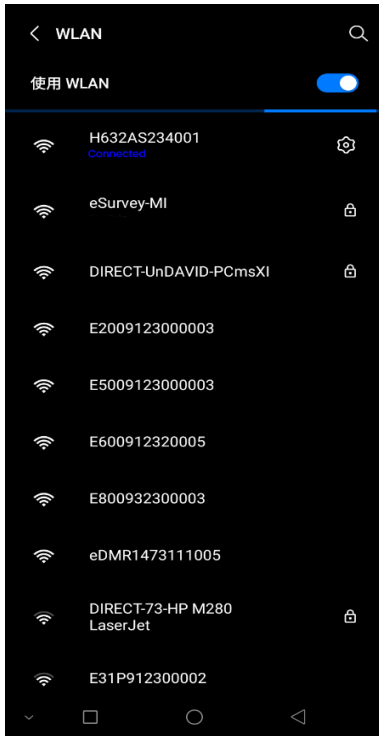 WLAN
使用 WLAN
H632AS234001
Connected
eSurvey-MI
DIRECT-UnDAVID-PCmsXI
E2009123000003
E5009123000003
E600912320005
E800932300003
eDMR1473111005
DIRECT-73-HP M280
LaserJet
E31P912300002